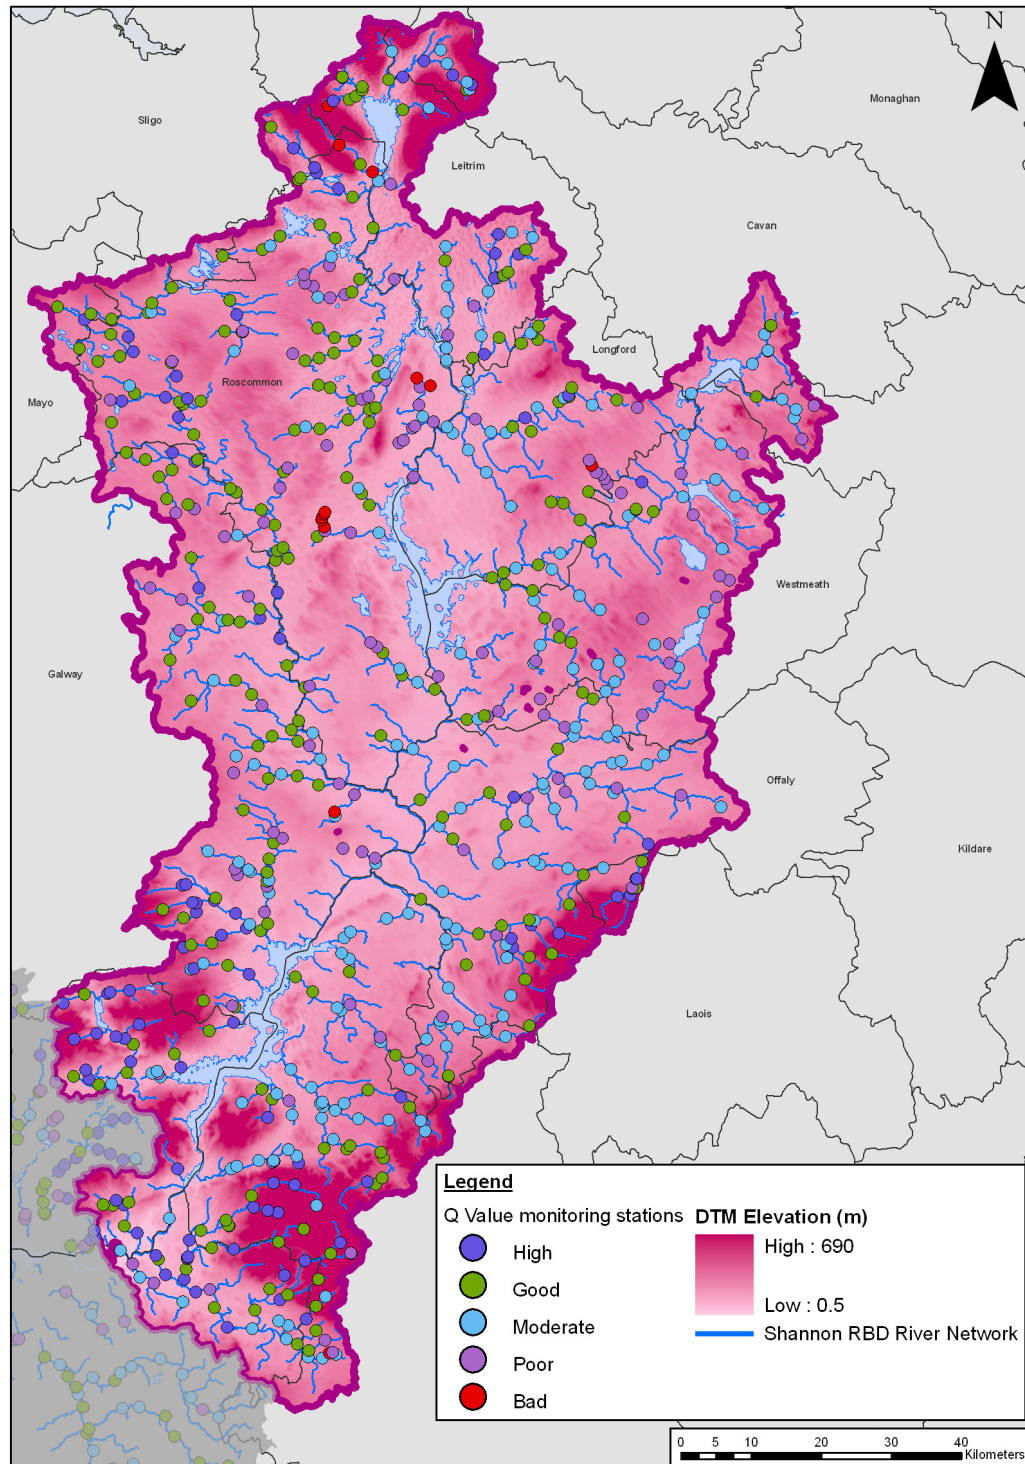 N
Monaghan
Sligo
Leitrim
Cavan
Longford
Roscommon
Mayo
Westmeath
Galway
Offaly
Kildare
Laois
Legend
Q Value monitoring stations
High
Good
Moderate
Poor
Bad
DTM Elevation (m)
High : 690
Low : 0.5
Shannon RBD River Network
0 5 10 20 30 40
Kilometers